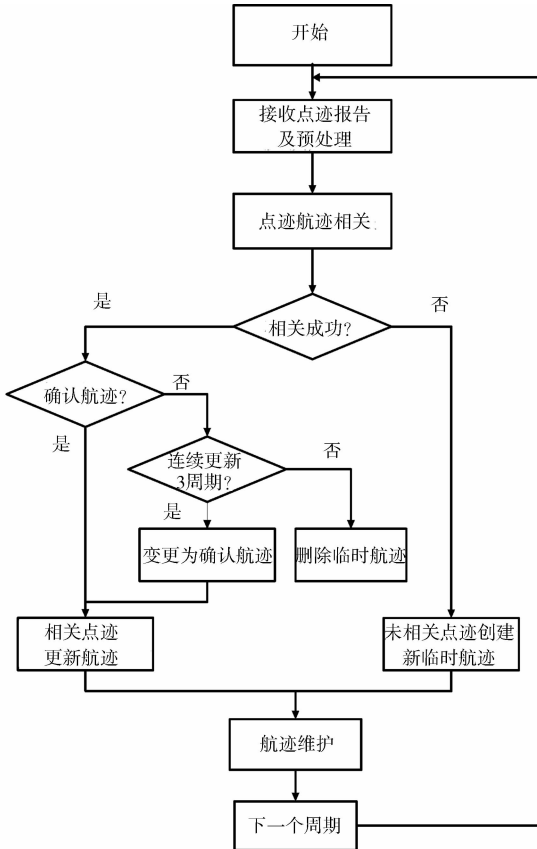 开始
接收点迹报告
及预处理
点迹航迹相关
是
否
相关成功?
确认航迹?
否
是
连续更新
3周期?
否
是
变更为确认航迹
删除临时航迹
相关点迹
更新航迹
未相关点迹创建
新临时航迹
航迹维护
下一个周期